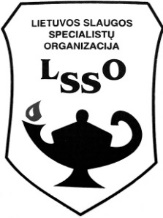 LIETUVOS SLAUGOS
SPECIALISTŲ
ORGANIZACIJA
LSSO